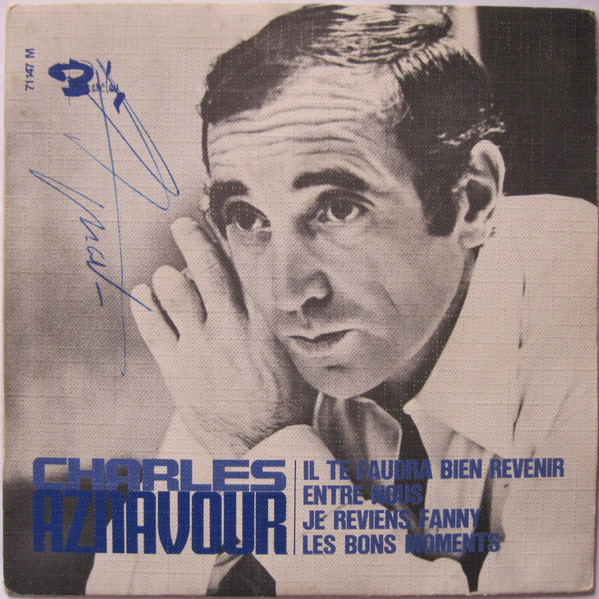 71147 M
Barclay
CHARLES
AZNAVOUR
IL TE FAUDRA BIEN REVENIR
ENTRE NOUS
JE REVIENS FANNY
LES BONS MOMENTS